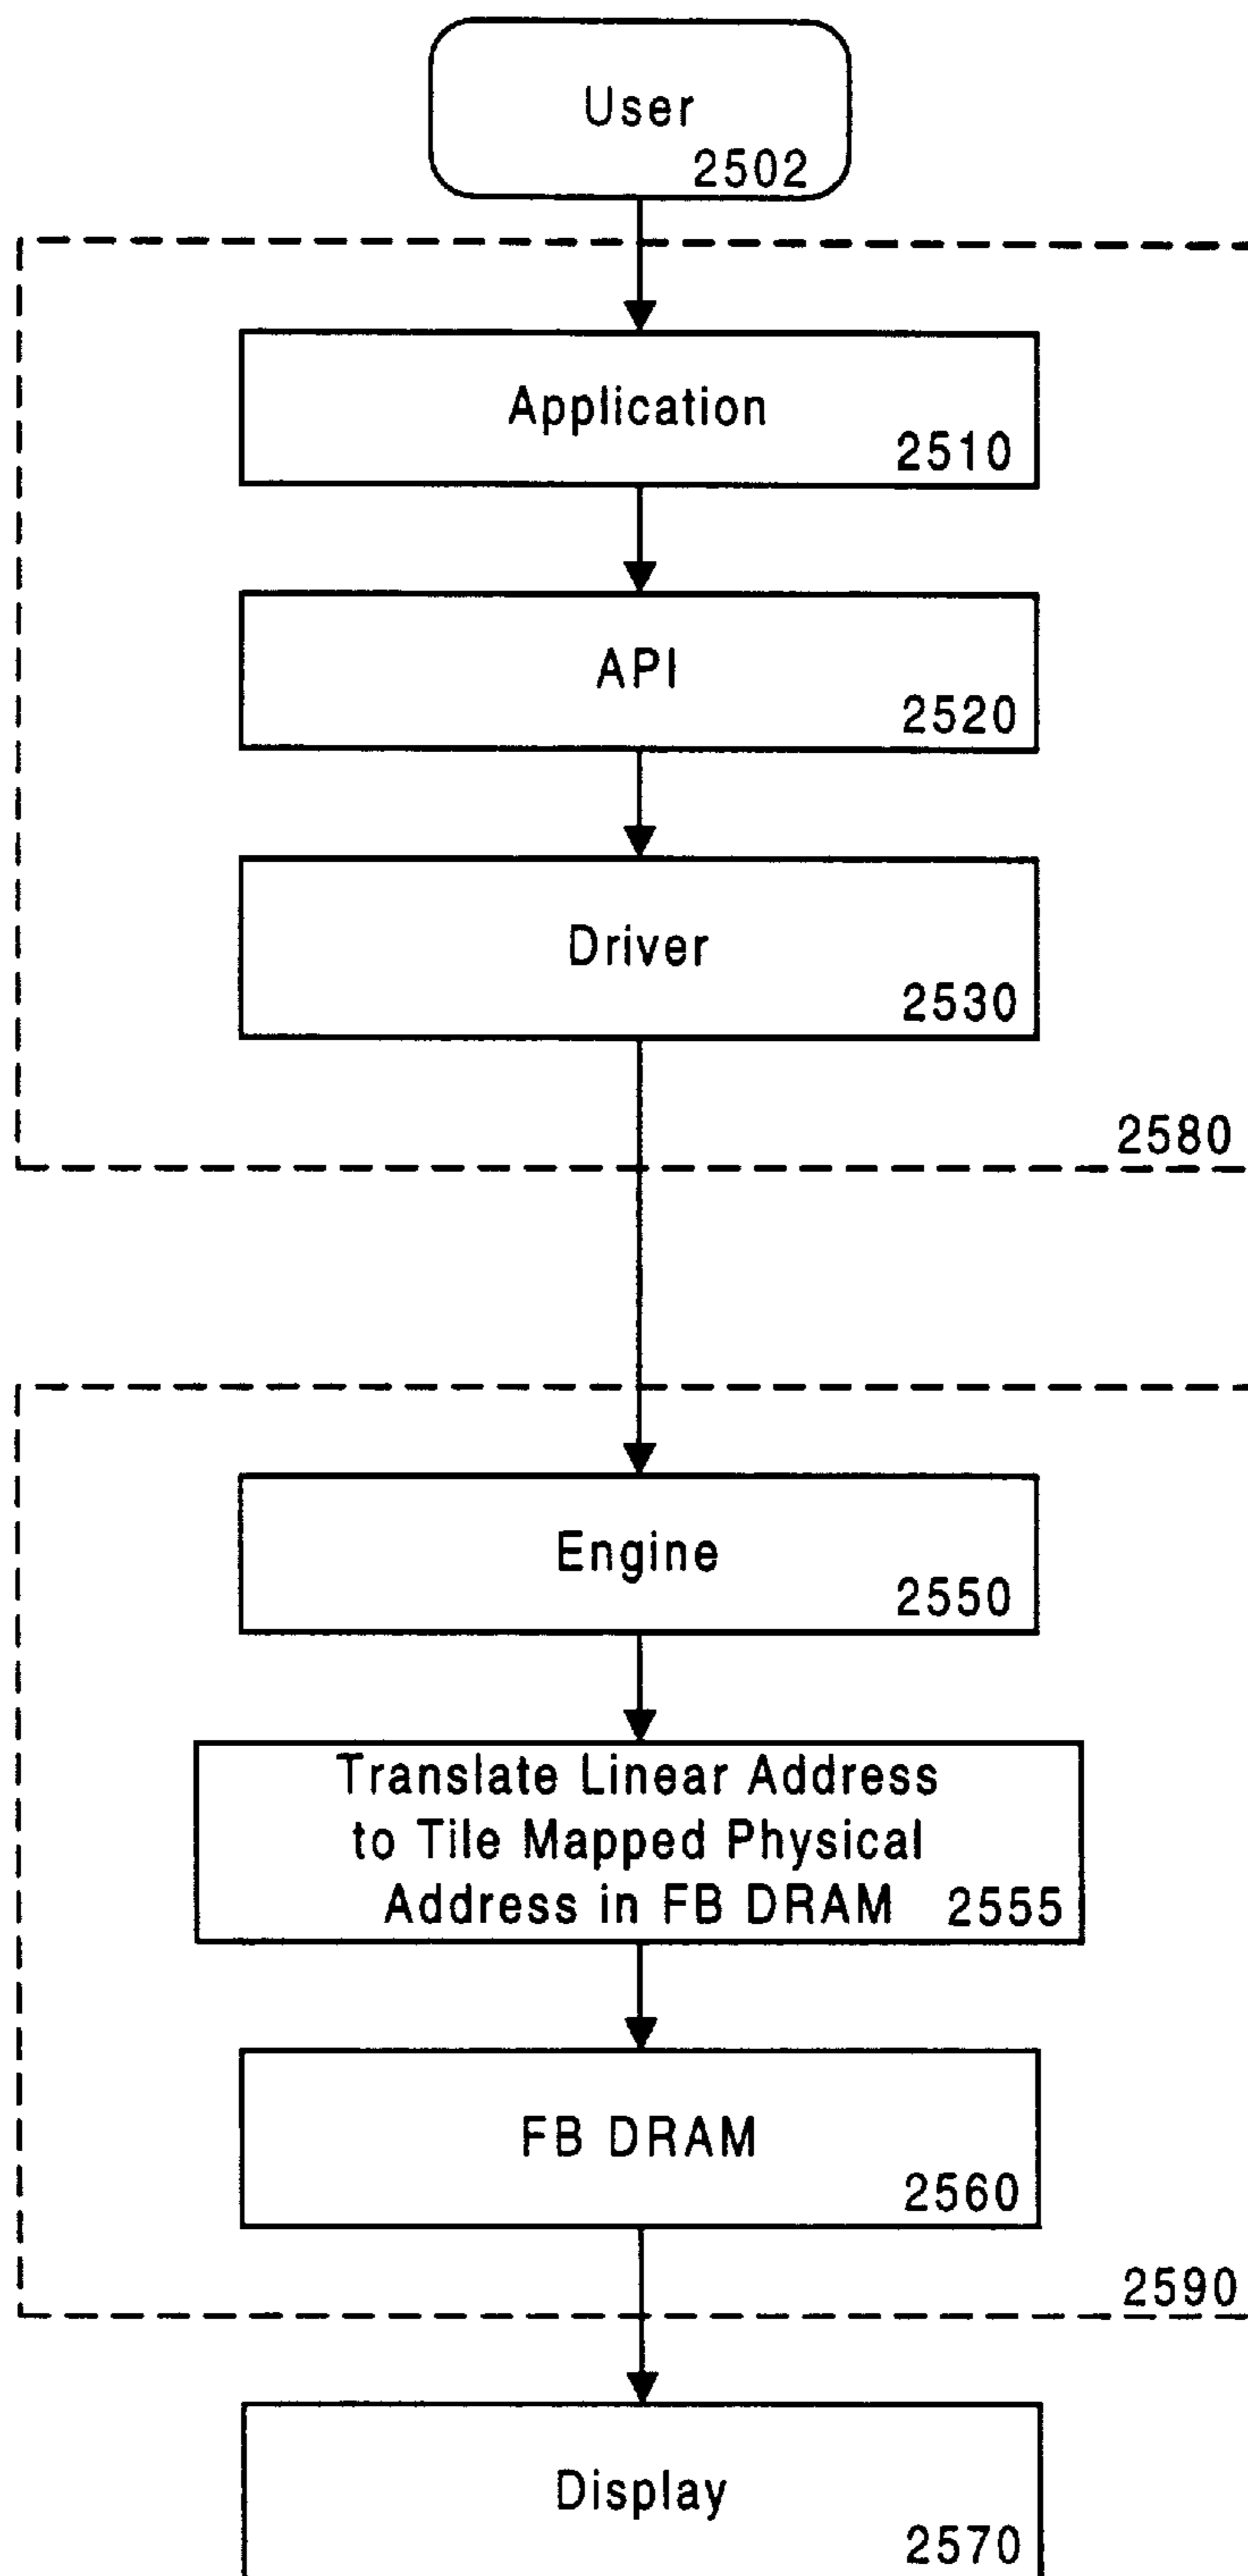 User
2502
Application
2510
API
2520
Driver
2530
2580
Engine
2550
Translate Linear Address
to Tile Mapped Physical
Address in FB DRAM 2555
FB DRAM
2560
2590
Display
2570